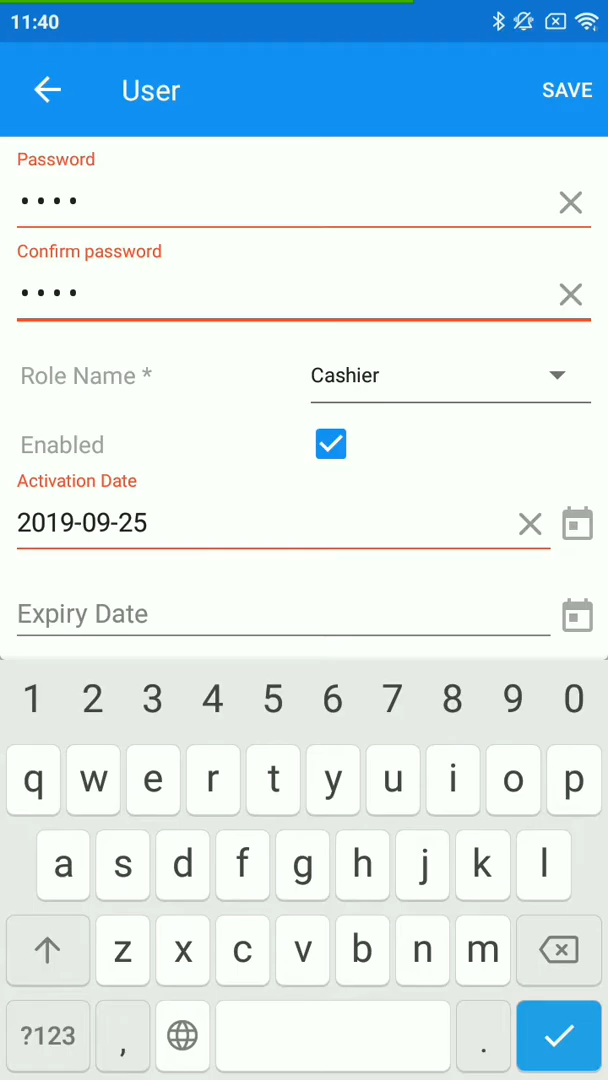 11:40
User
SAVE
Password
••••
Confirm password
••••
Role Name *
Cashier
Enabled
Activation Date
2019-09-25
Expiry Date
1 2 3 4 5 6 7 8 9 0
q w e r t y u i o p
a s d f g h j k l
z x c v b n m
?123 , .